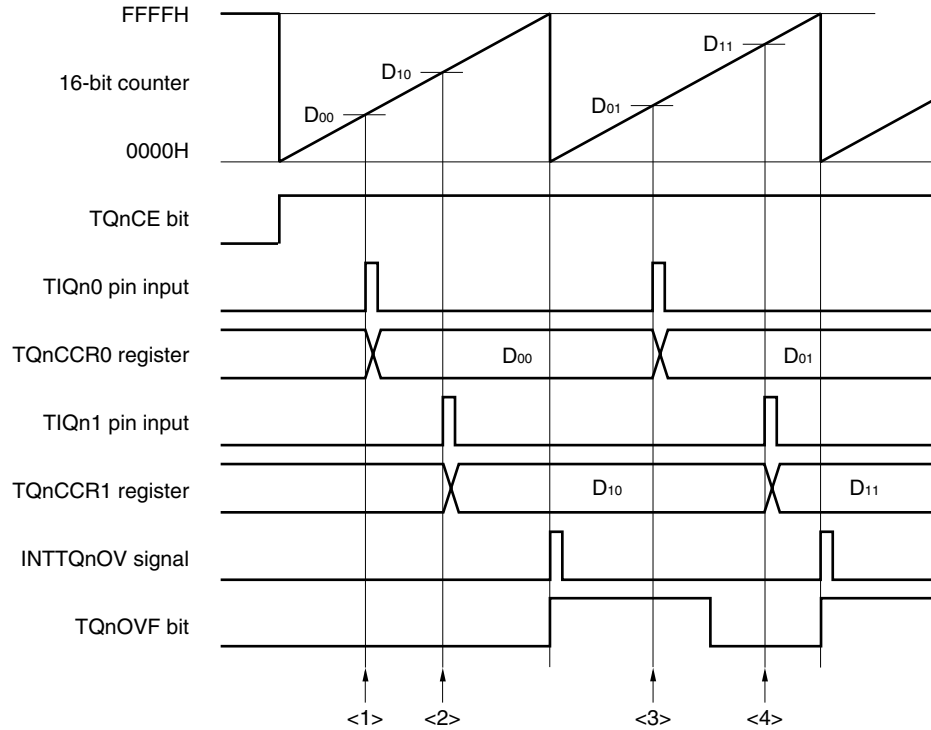 FFFFH
D11
D10
16-bit counter
D00
D01
0000H
TQnCE bit
TIQn0 pin input
TQnCCR0 register
D00
D01
TIQn1 pin input
TQnCCR1 register
D10
D11
INTTQnOV signal
TQnOVF bit
<1>
<2>
<3>
<4>